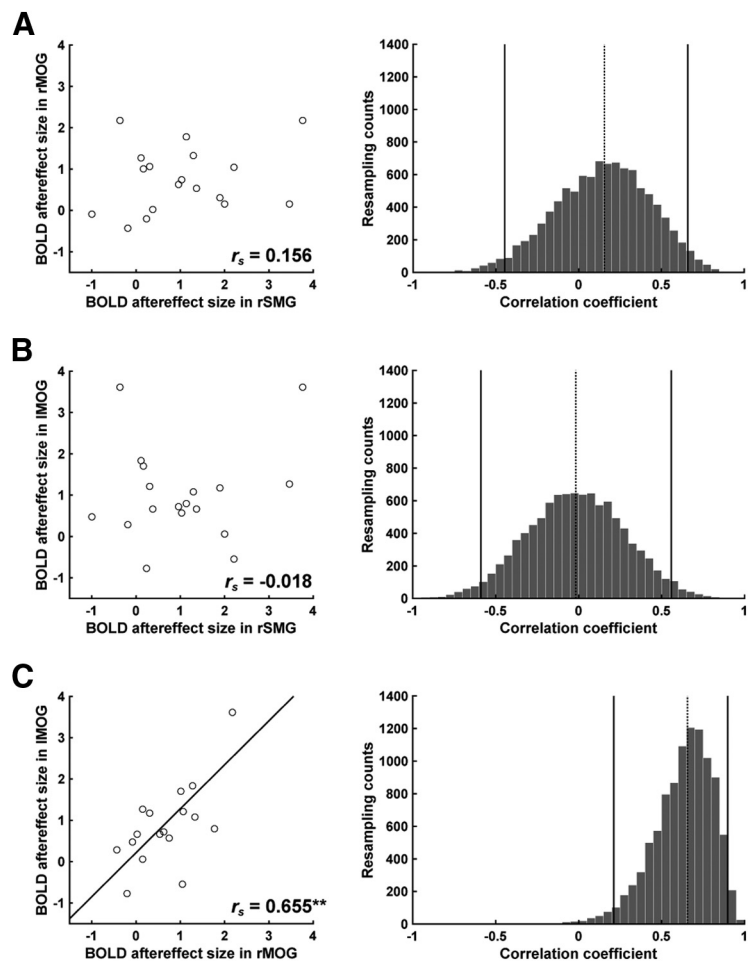 A
BOLD aftereffect size in rMOG
4
3
2
1
0
-1
-1 0 1 2 3 4
BOLD aftereffect size in rSMG
rs = 0.156
Resampling counts
1400
1200
1000
800
600
400
200
0
-1 -0.5 0 0.5 1
Correlation coefficient
B
BOLD aftereffect size in lMOG
4
3
2
1
0
-1
-1 0 1 2 3 4
BOLD aftereffect size in rSMG
rs = -0.018
Resampling counts
1400
1200
1000
800
600
400
200
0
-1 -0.5 0 0.5 1
Correlation coefficient
C
BOLD aftereffect size in lMOG
4
3
2
1
0
-1
-1 0 1 2 3 4
BOLD aftereffect size in rMOG
rs = 0.655**
Resampling counts
1400
1200
1000
800
600
400
200
0
-1 -0.5 0 0.5 1
Correlation coefficient